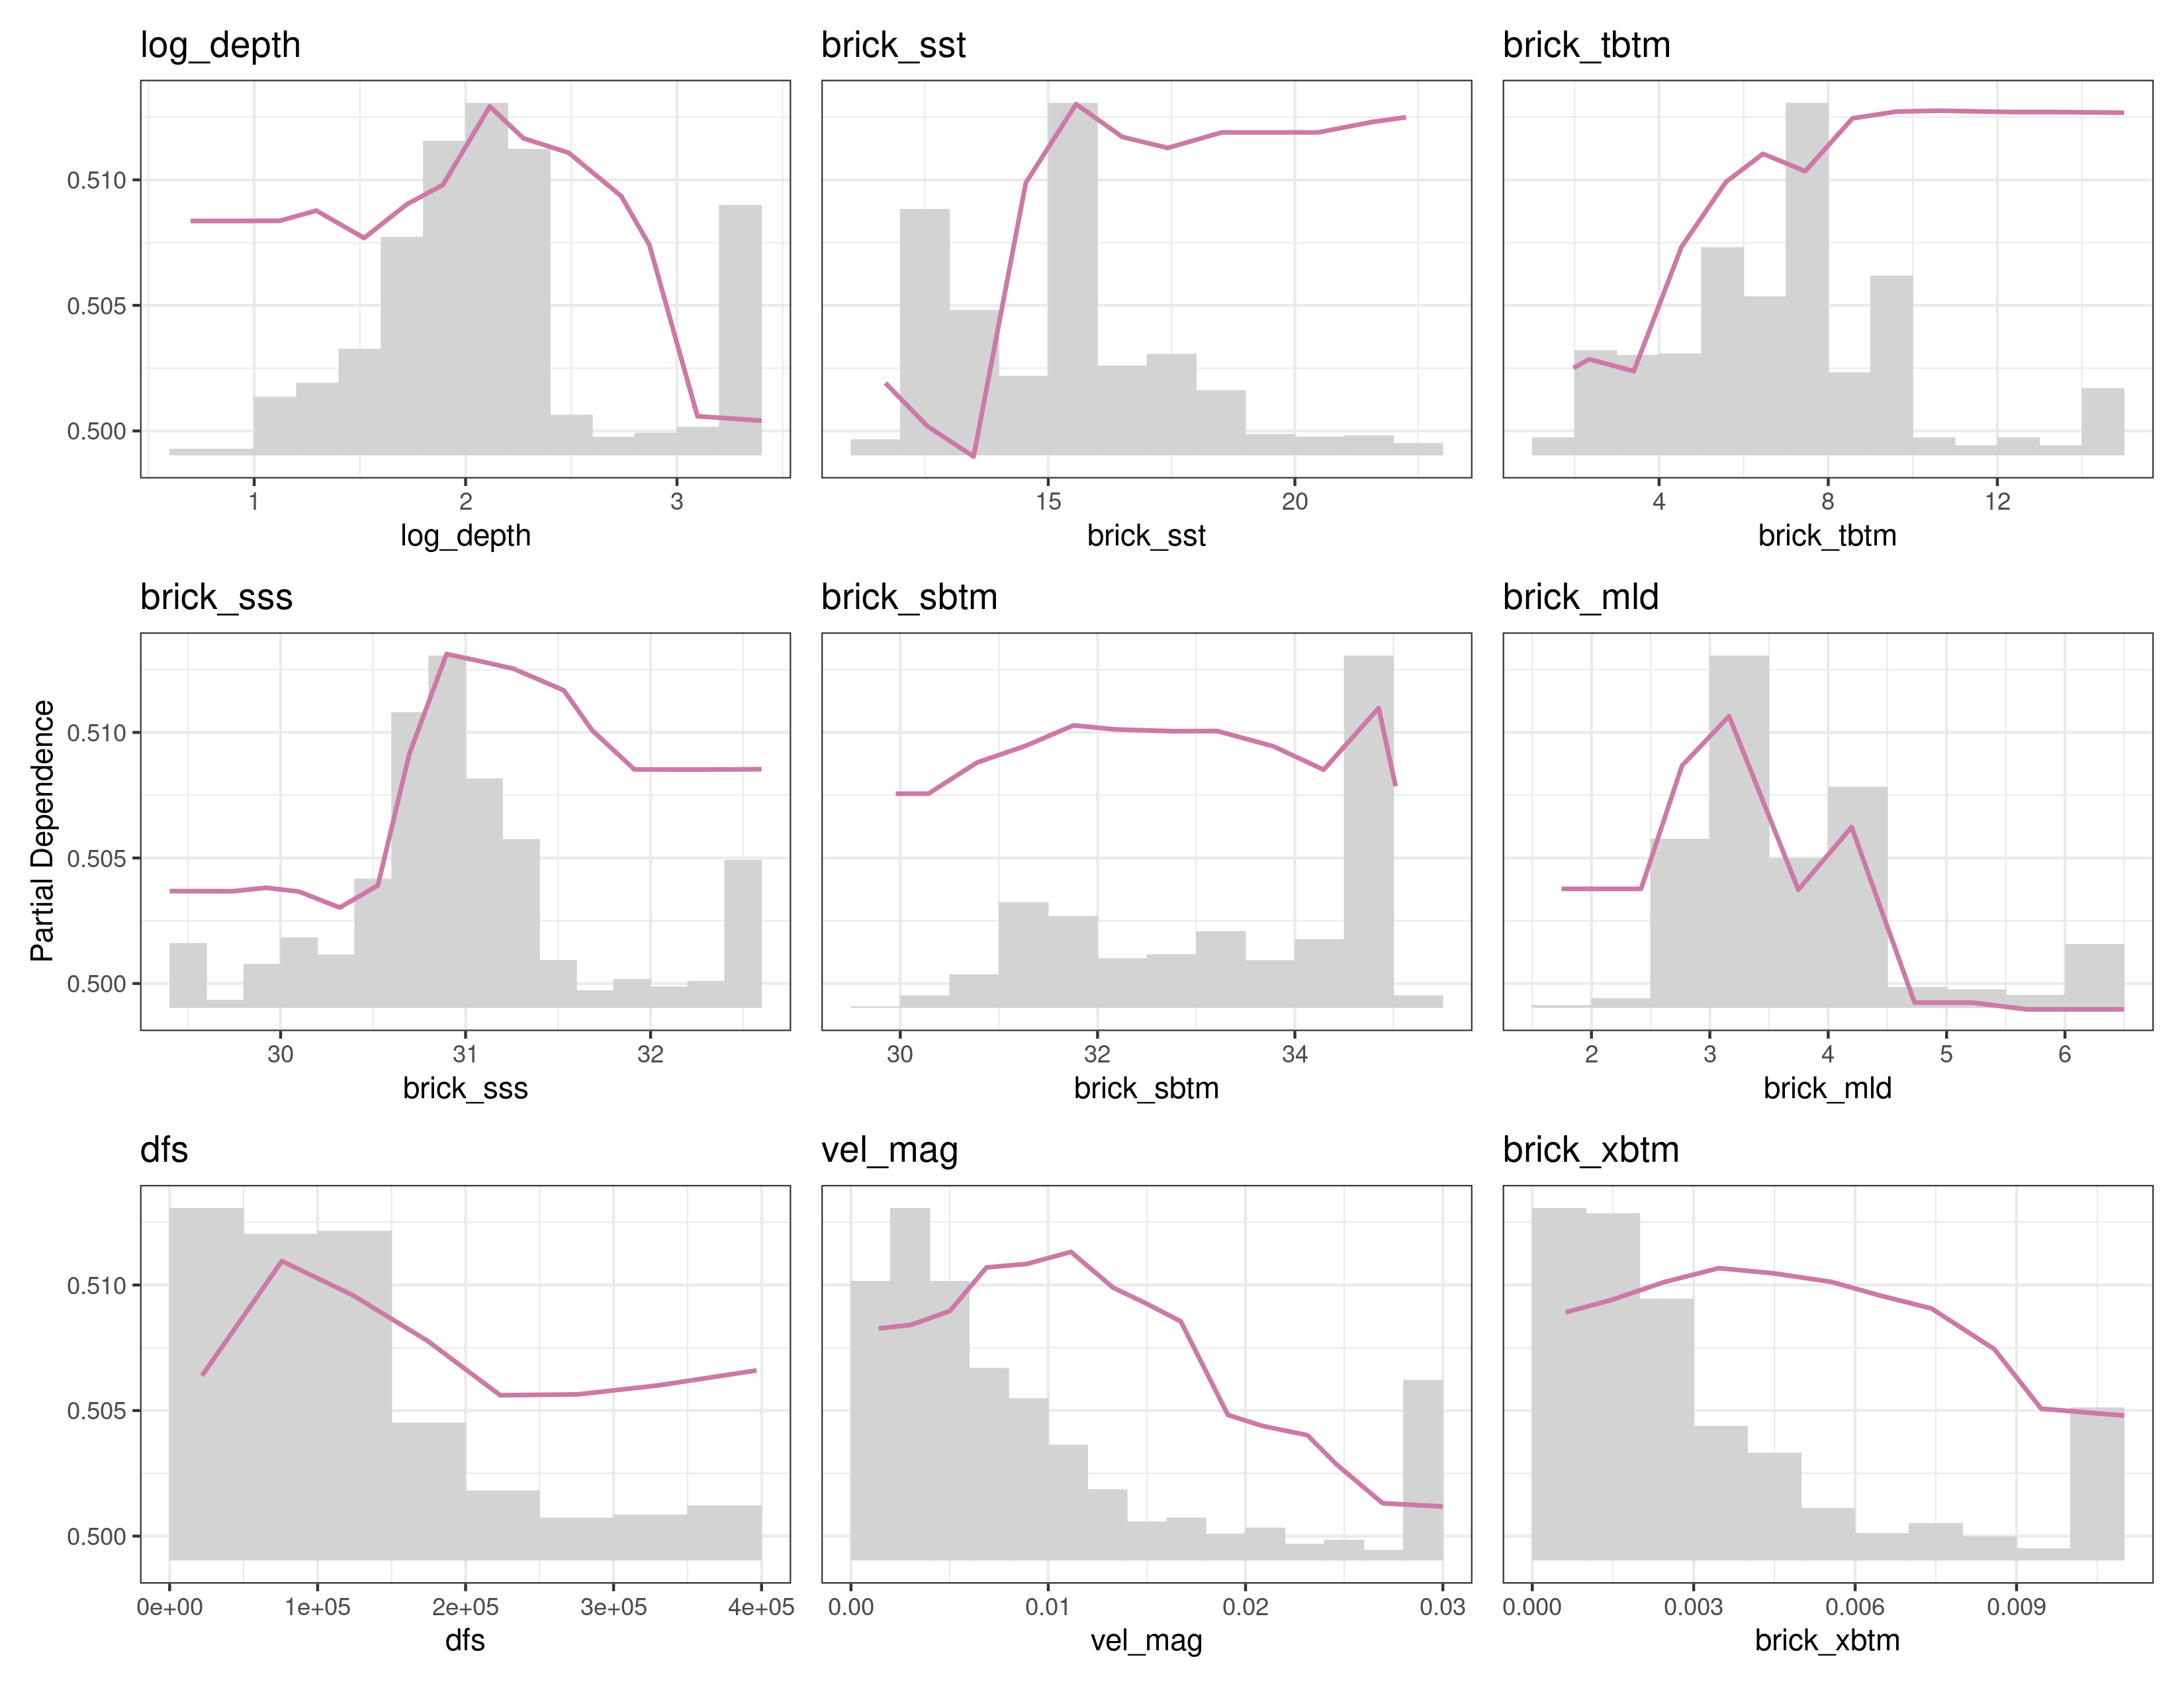 log_depth
brick_sst
brick_tbtm
0.510
0.505
0.500
1 2 3
15 20
4 8 12
log_depth
brick_sst
brick_tbtm
brick_sss
brick_sbtm
brick_mld
Partial Dependence
0.510
0.505
0.500
30 31 32
30 32 34
2 3 4 5 6
brick_sss
brick_sbtm
brick_mld
dfs
vel_mag
brick_xbtm
0.510
0.505
0.500
0e+00 1e+05 2e+05 3e+05 4e+05
0.00 0.01 0.02 0.03
0.000 0.003 0.006 0.009
dfs
vel_mag
brick_xbtm